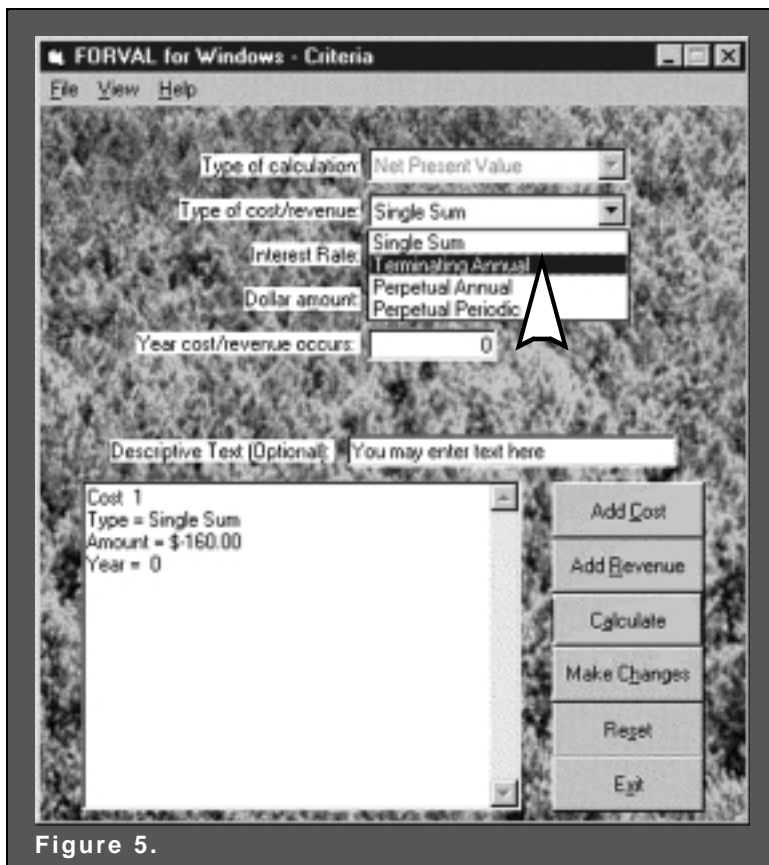 FORVAL for Windows - Criteria
File View Help
Type of calculation: Net Present Value
Type of cost/revenue: Single Sum
Single Sum
Interest Rate: Terminating Annual
Perpetual Annual
Dollar amount: Perpetual Periodic
Year cost/revenue occurs: 0
Descriptive Text (Optional): You may enter text here
Cost 1
Type = Single Sum
Amount = $-160.00
Year = 0
Add Cost
Add Revenue
Calculate
Make Changes
Reset
Exit
Figure 5.